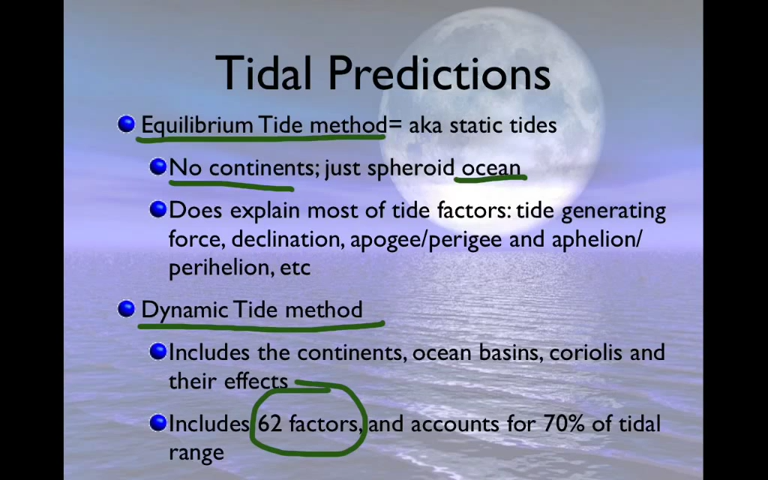 Tidal Predictions
Equilibrium Tide method= aka static tides
No continents; just spheroid ocean
Does explain most of tide factors: tide generating
force, declination, apogee/perigee and aphelion/
perihelion, etc
Dynamic Tide method
Includes the continents, ocean basins, coriolis and
their effects
Includes 62 factors, and accounts for 70% of tidal
range